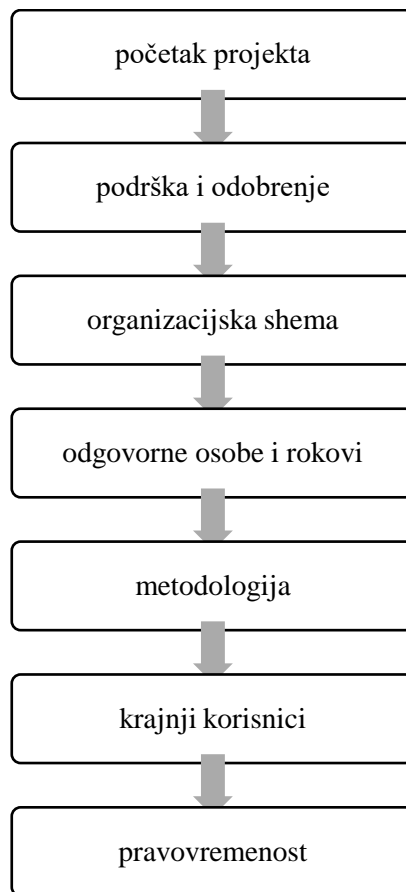 početak projekta
podrška i odobrenje
organizacijska shema
odgovorne osobe i rokovi
metodologija
krajnji korisnici
pravovremenost